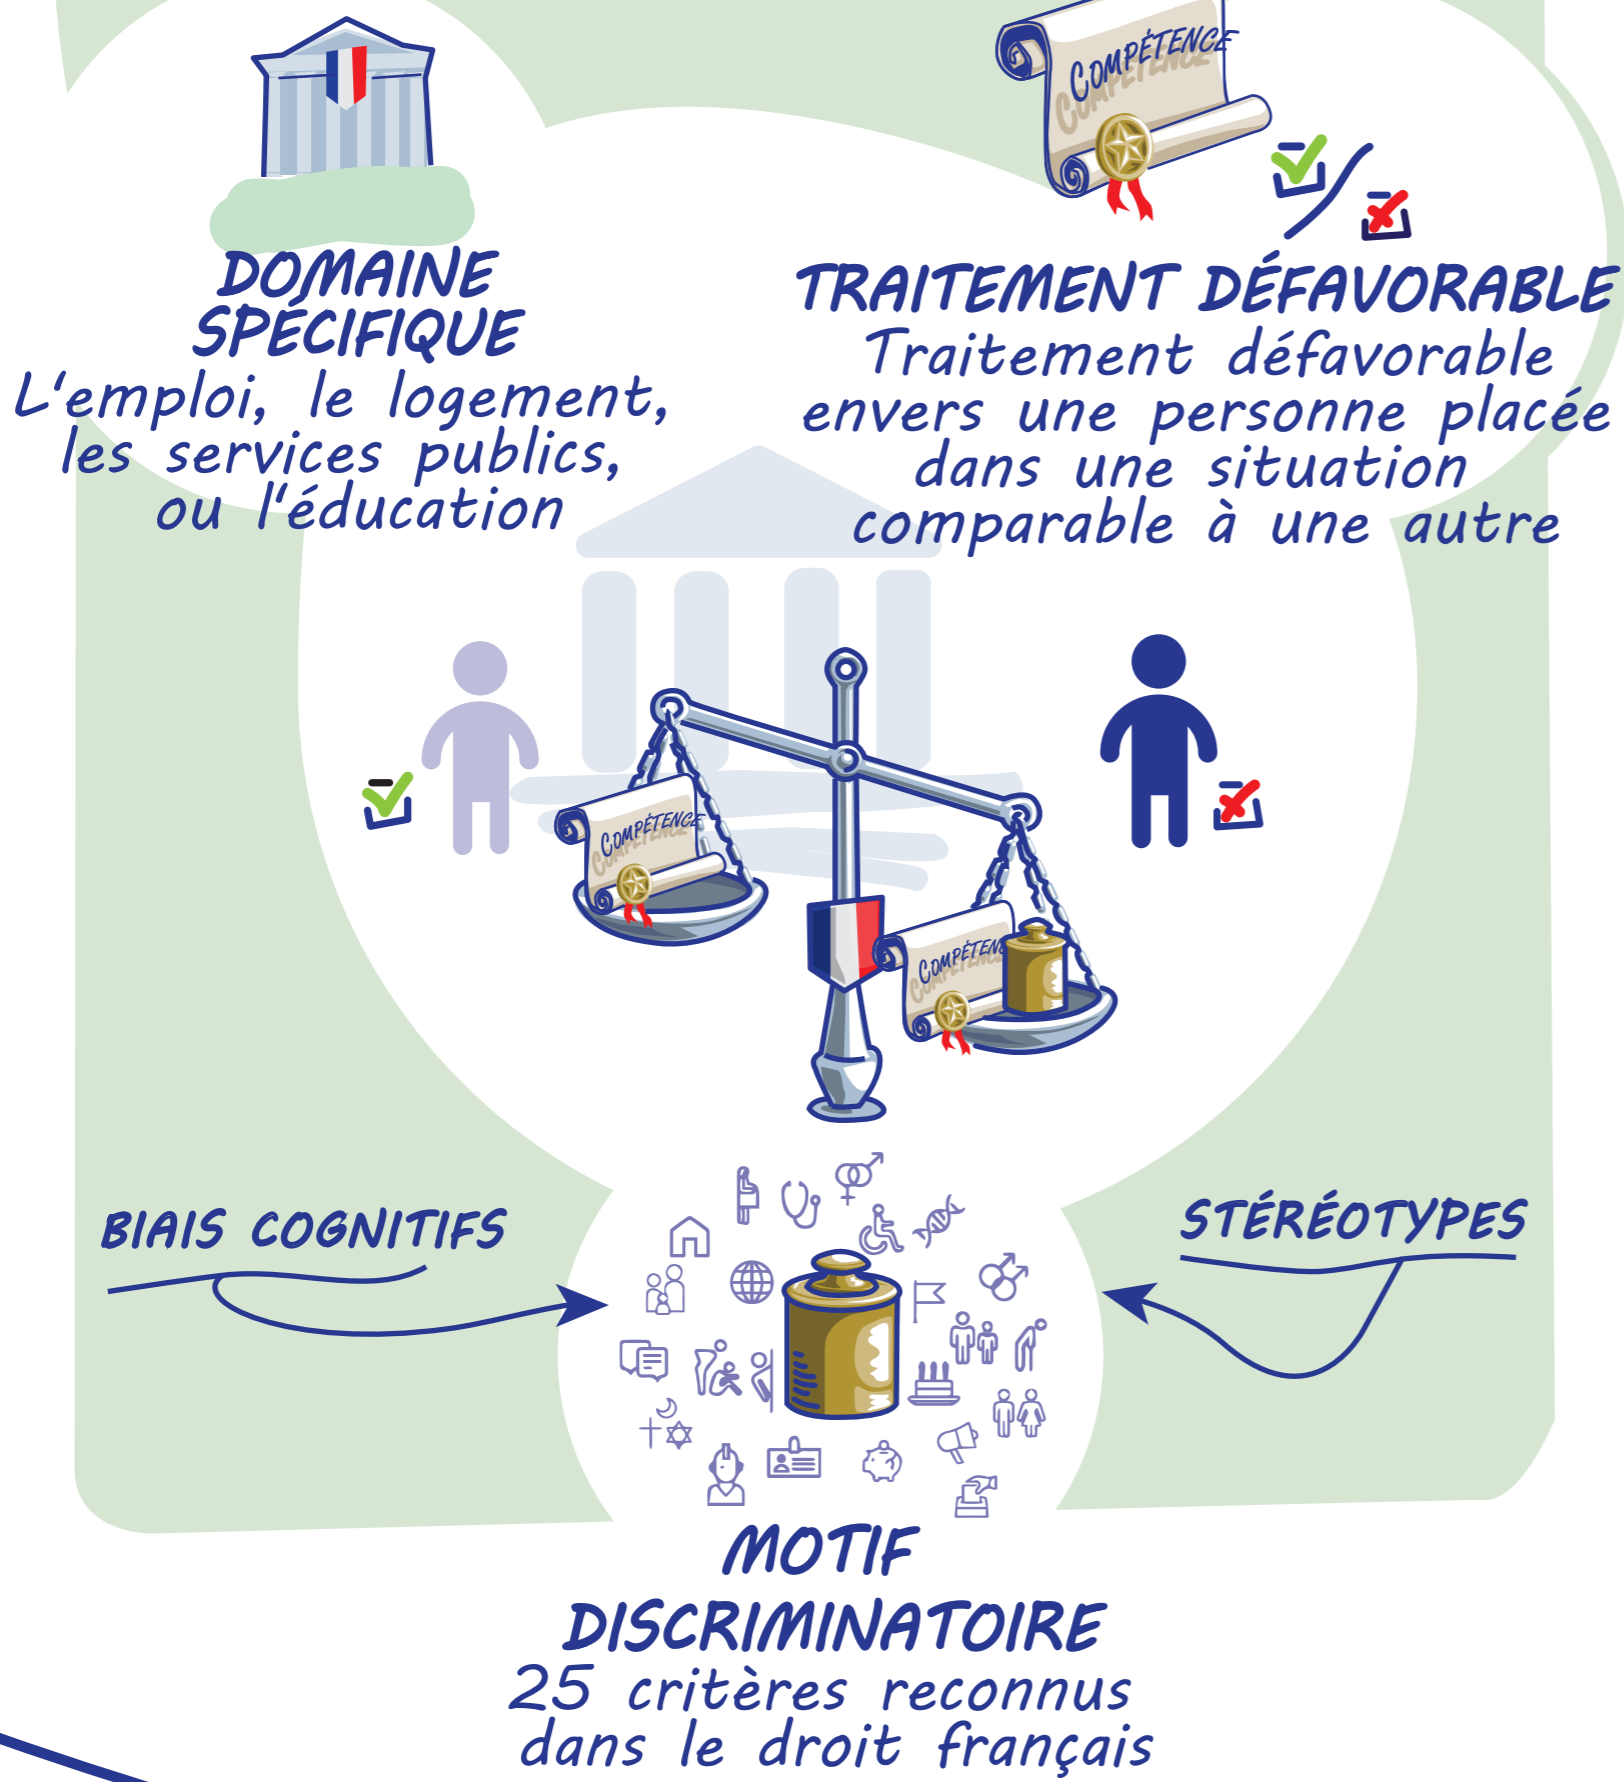 COMPÉTENCE
DOMAINE
SPÉCIFIQUE
L'emploi, le logement,
les services publics,
ou l'éducation
TRAITEMENT DÉFAVORABLE
Traitement défavorable
envers une personne placée
dans une situation
comparable à une autre
COMPÉTENCE
COMPÉTEN
BIAIS COGNITIFS
STÉRÉOTYPES
MOTIF
DISCRIMINATOIRE
25 critères reconnus
dans le droit français